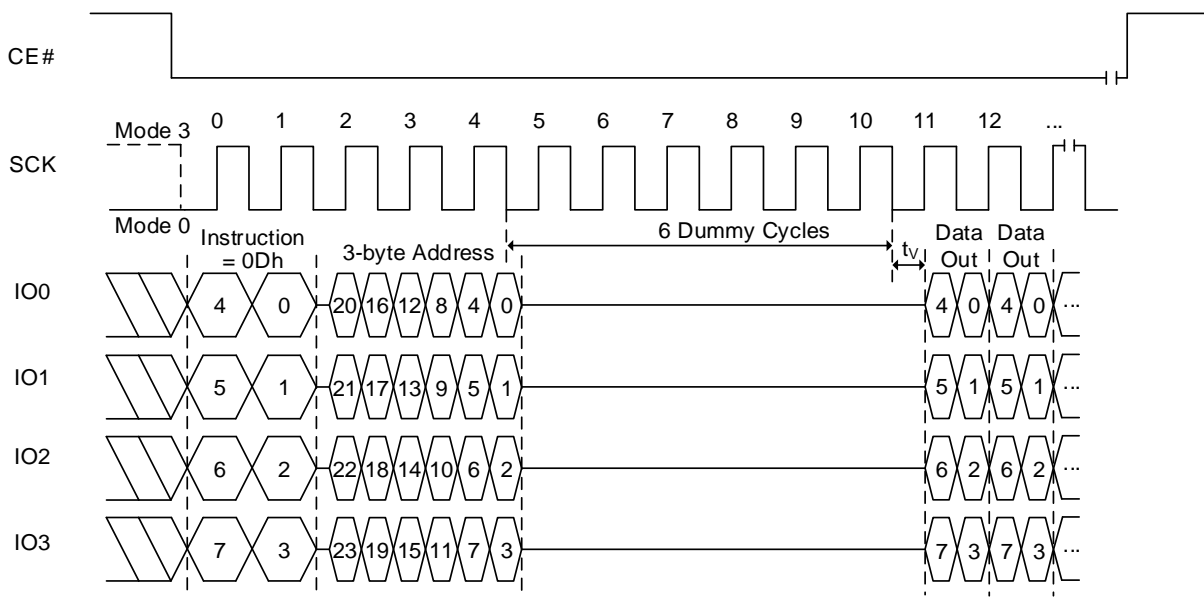 CE#
Mode 3
0 1 2 3 4 5 6 7 8 9 10 11 12 ...
SCK
Mode 0
Instruction
= 0Dh
3-byte Address
6 Dummy Cycles
tV
Data
Out
Data
Out
IO0
4 0 20 16 12 8 4 0 4 0 4 0 ...
IO1
5 1 21 17 13 9 5 1 5 1 5 1 ...
IO2
6 2 22 18 14 10 6 2 6 2 6 2 ...
IO3
7 3 23 19 15 11 7 3 7 3 7 3 ...